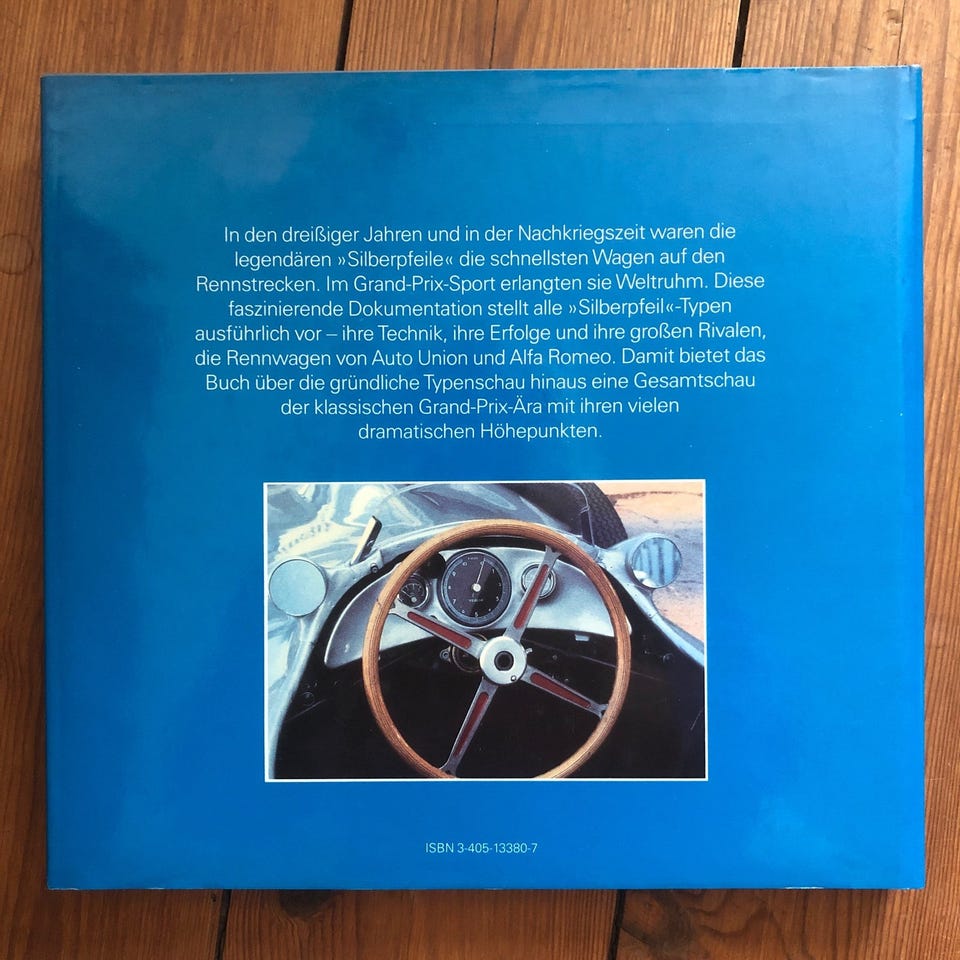 In den dreißiger Jahren und in der Nachkriegszeit waren die
legendären »Silberpfeile« die schnellsten Wagen auf den
Rennstrecken. Im Grand-Prix-Sport erlangten sie Weltruhm. Diese
faszinierende Dokumentation stellt alle »Silberpfeil«-Typen
ausführlich vor – ihre Technik, ihre Erfolge und ihre großen Rivalen,
die Rennwagen von Auto Union und Alfa Romeo. Damit bietet das
Buch über die gründliche Typenschau hinaus eine Gesamtschau
der klassischen Grand-Prix-Ära mit ihren vielen
dramatischen Höhepunkten.
ISBN 3-405-13380-7